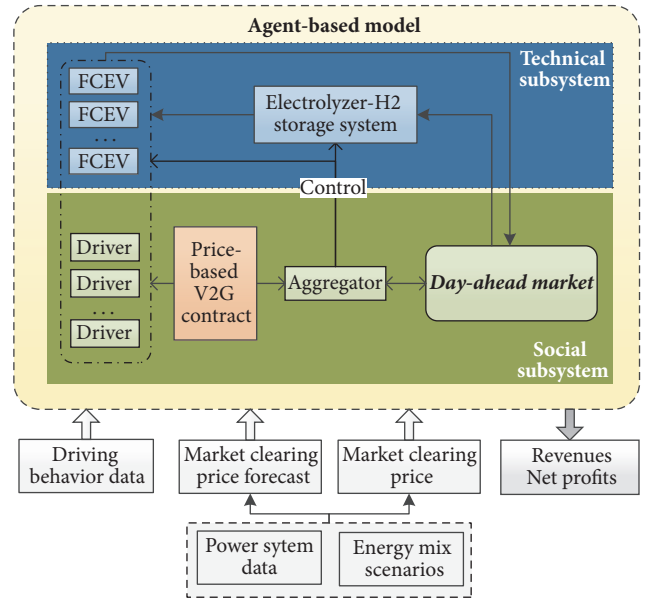 Agent-based model
Technical
subsystem
FCEV
FCEV
...
FCEV
Electrolyzer-H2
storage system
Control
Driver
Driver
...
Driver
Price-
based
V2G
contract
Aggregator
Day-ahead market
Social
subsystem
Driving
behavior data
Market clearing
price forecast
Market clearing
price
Revenues
Net profits
Power sytem
data
Energy mix
scenarios